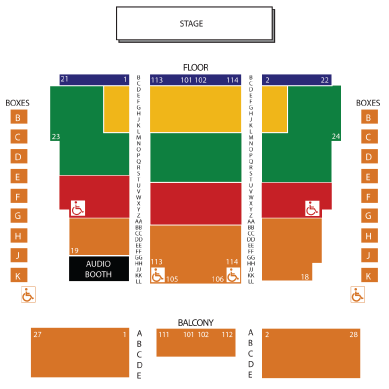 STAGE
FLOOR
21 1 113 101 102 114 2 22
BOXES
B
C
D
E
F
G
H
J
K
23
19
AUDIO
BOOTH
B
C
D
E
F
G
H
J
K
L
M
N
O
P
Q
R
S
T
U
V
W
X
Y
Z
AA
BB
CC
DD
EE
FF
GG
HH
JJ
KK
LL
113 114
105 106
B
C
D
E
F
G
H
J
K
L
M
N
O
P
Q
R
S
T
U
V
W
X
Y
Z
AA
BB
CC
DD
EE
FF
GG
HH
JJ
KK
LL
24
18
BOXES
B
C
D
E
F
G
H
J
K
BALCONY
27 1
A
B
C
D
E
111 101 102 112
A
B
C
D
E
2 28